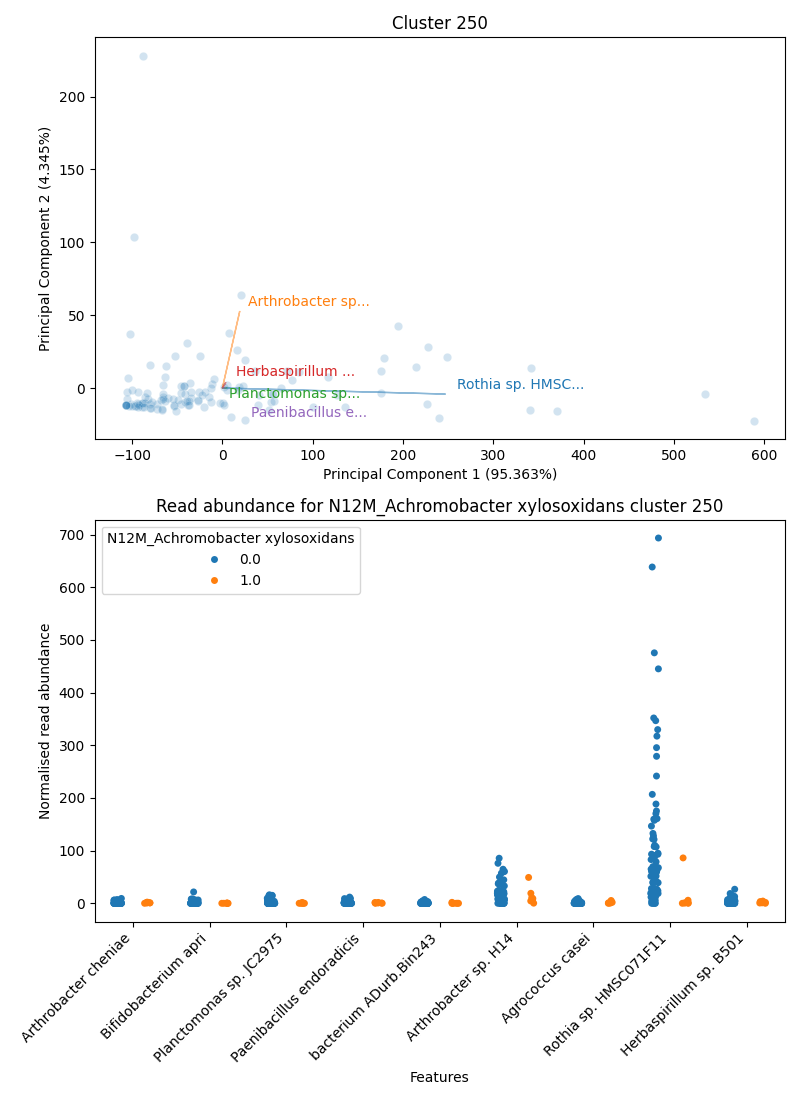 Cluster 250
Principal Component 2 (4.345%)
200
150
100
50
0
Arthrobacter sp...
Herbaspirillum ...
Rothia sp. HMSC...
Planctomonas sp...
Paenibacillus e...
−100
0
100
200
300
400
500
600
Principal Component 1 (95.363%)
Read abundance for N12M_Achromobacter xylosoxidans cluster 250
Normalised read abundance
700
600
500
400
300
200
100
0
N12M_Achromobacter xylosoxidans
0.0
1.0
Arthrobacter cheniae
Bifidobacterium apri
Planctomonas sp. JC2975
Paenibacillus endoradicis
bacterium ADurb.Bin243
Arthrobacter sp. H14
Agrococcus casei
Rothia sp. HMSC071F11
Herbaspirillum sp. B501
Features